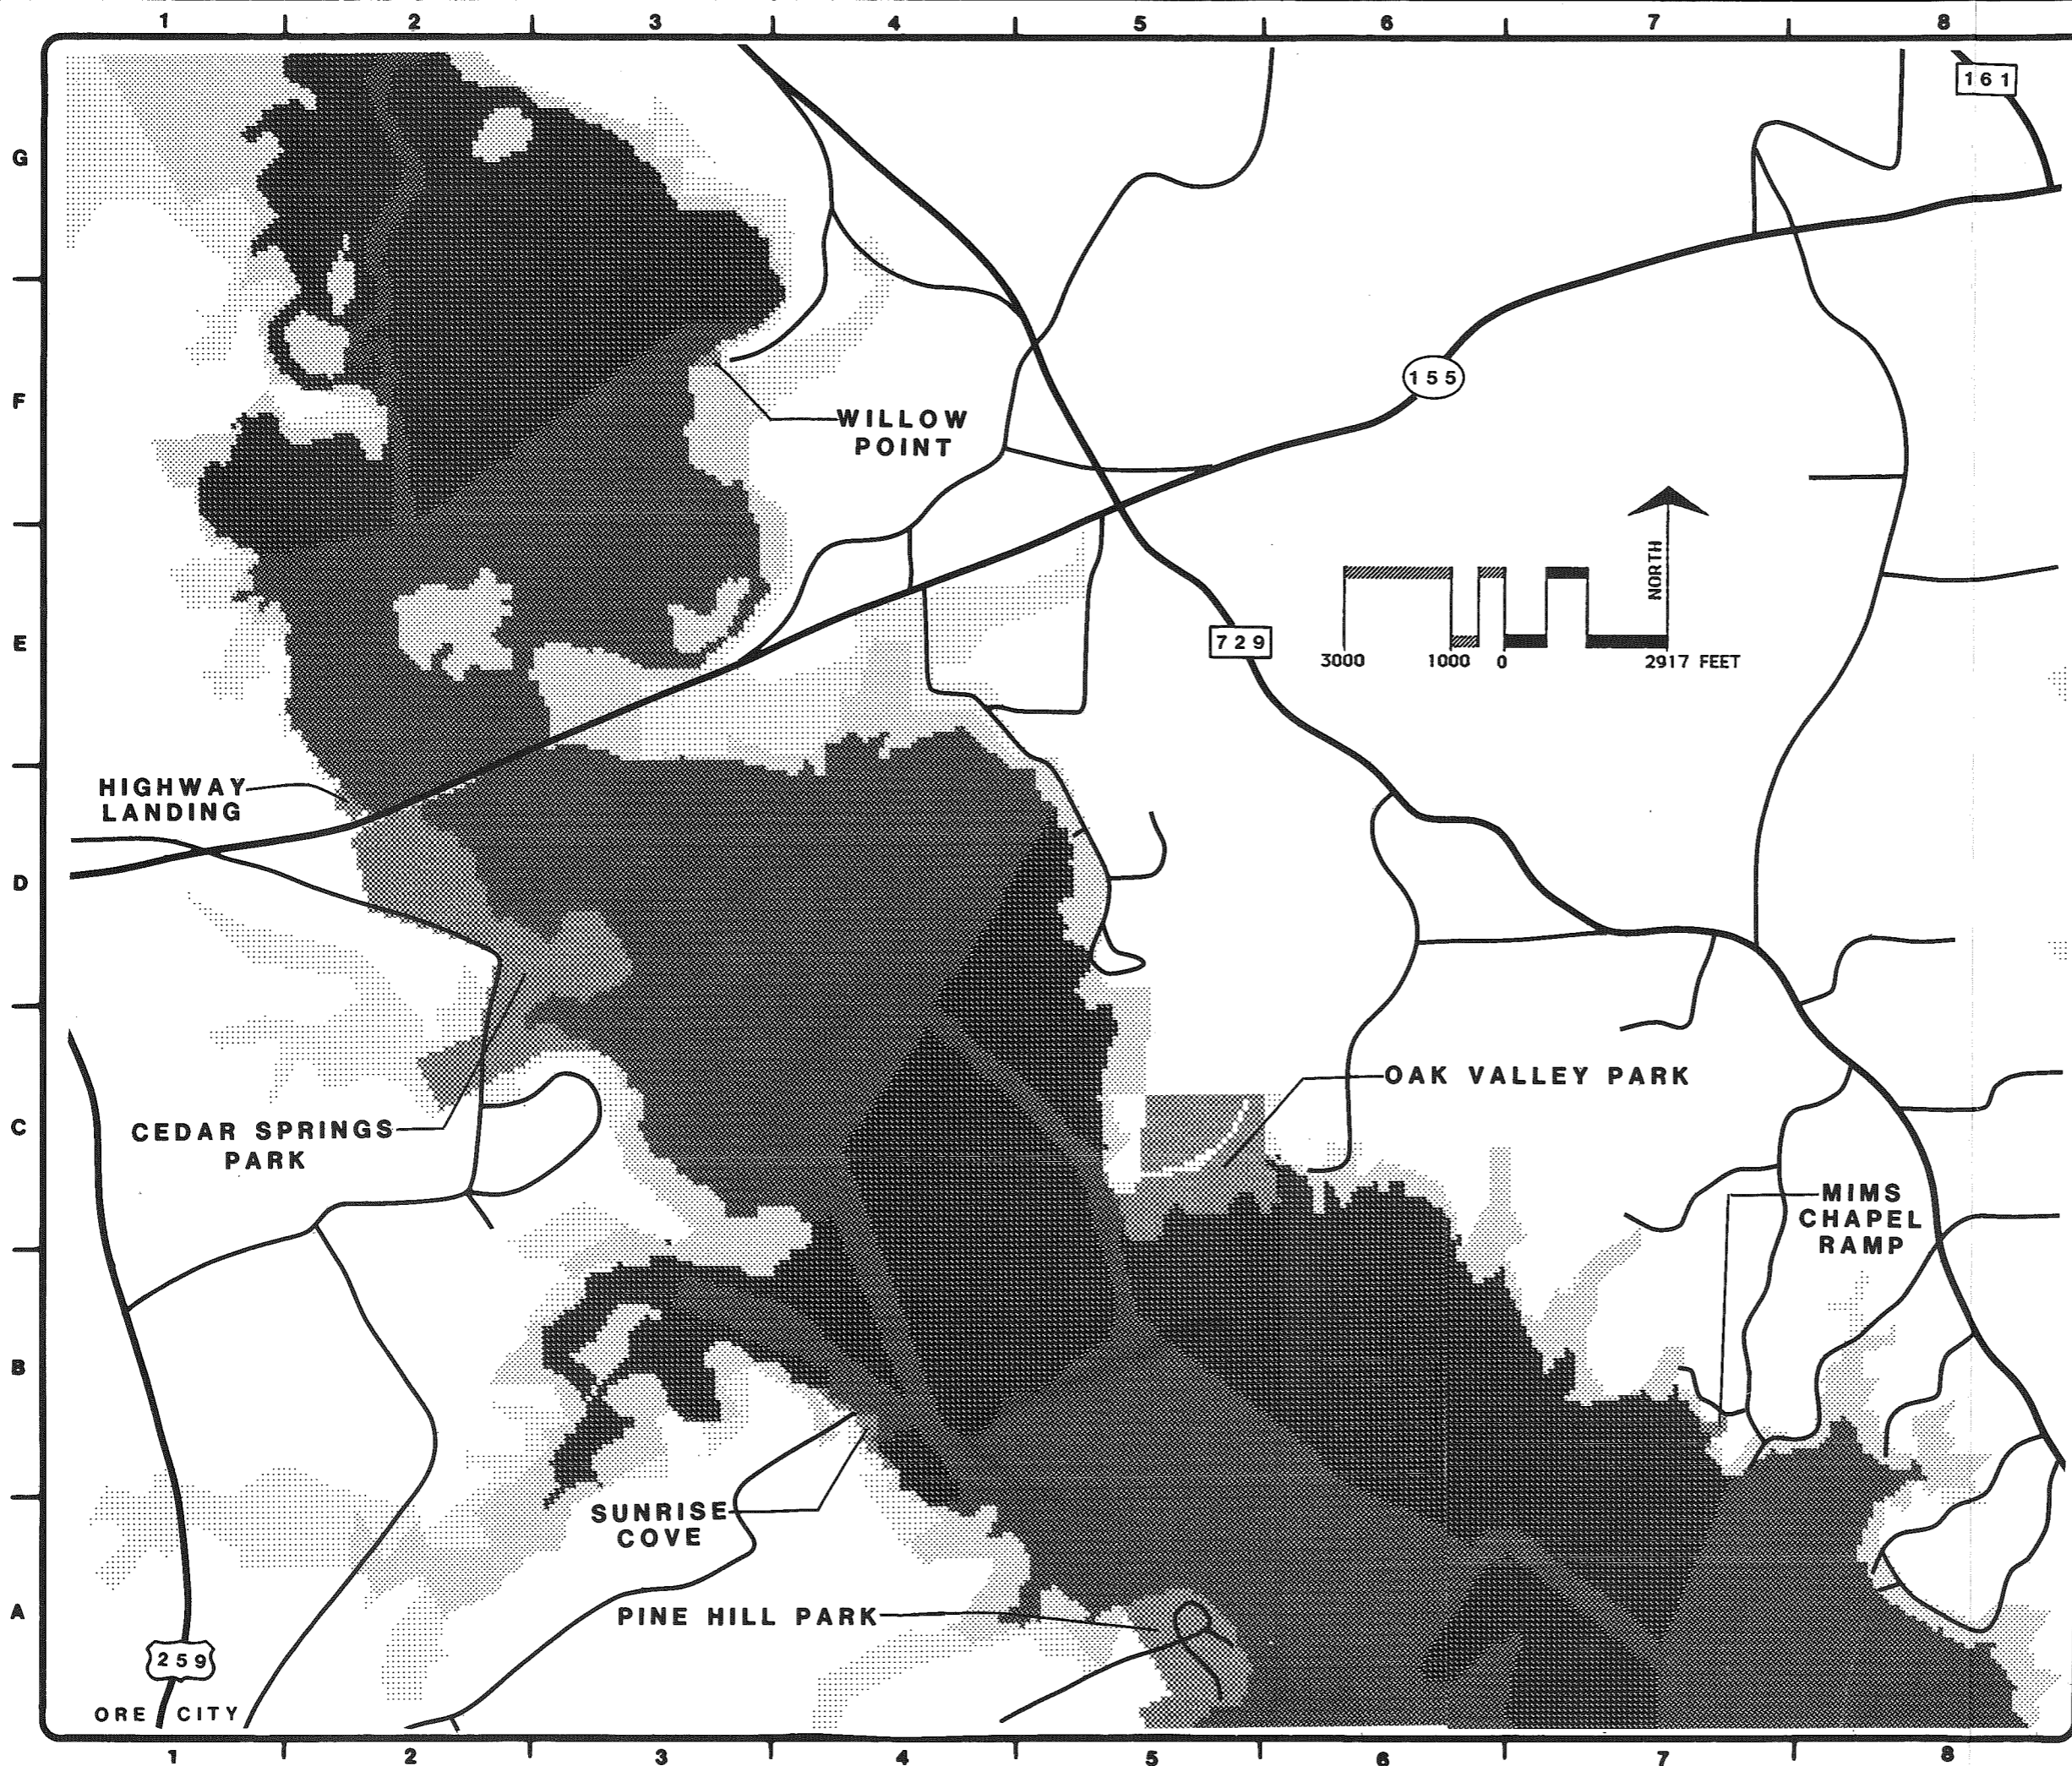 1 2 3 4 5 6 7 8
161
G
155
F
WILLOW
POINT
NORTH
E
729
3000 1000 0 2917 FEET
HIGHWAY
LANDING
D
OAK VALLEY PARK
C
CEDAR SPRINGS
PARK
MIMS
CHAPEL
RAMP
B
SUNRISE
COVE
A
PINE HILL PARK
259
ORE CITY
1 2 3 4 5 6 7 8